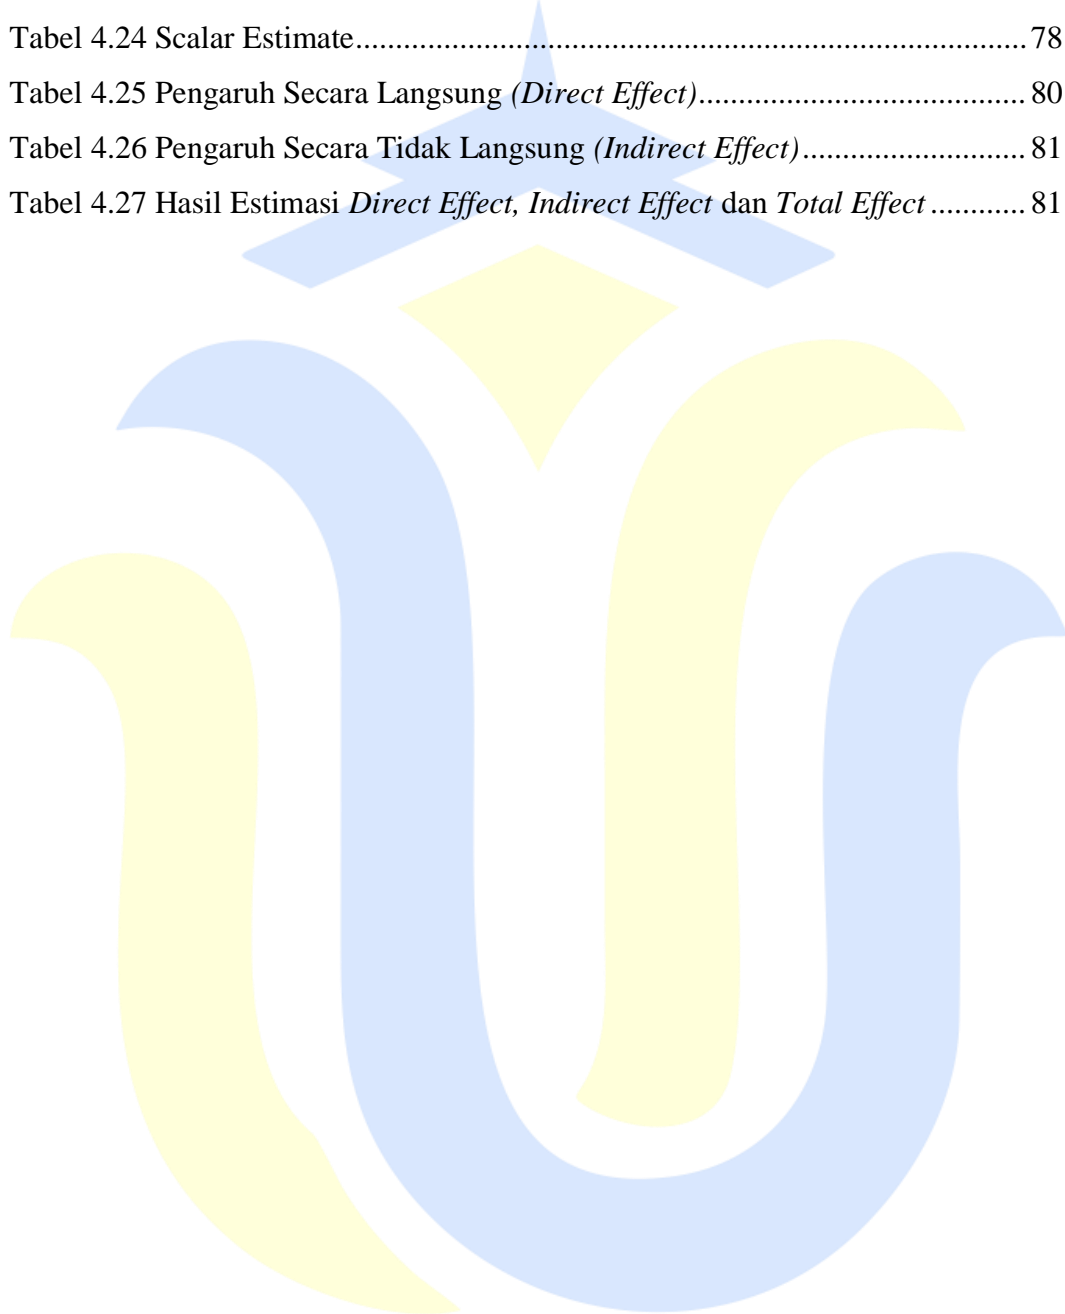 Tabel 4.24 Scalar Estimate.................................................................................... 78
Tabel 4.25 Pengaruh Secara Langsung (Direct Effect)......................................... 80
Tabel 4.26 Pengaruh Secara Tidak Langsung (Indirect Effect)............................ 81
Tabel 4.27 Hasil Estimasi Direct Effect, Indirect Effect dan Total Effect ............ 81